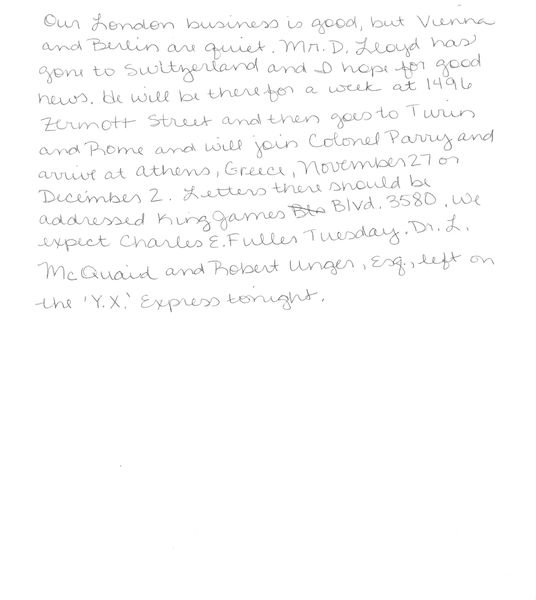 Our London business is good, but Vienna
and Berlin are quiet. Mr. D. Lloyd has
gone to Switzerland and I hope for good
news. He will be there for a week at 1496
Zermott Street and then goes to Turin
and Rome and will join Colonel Parry and
arrive at Athens, Greece, November 27 or
December 2. Letters there should be
addressed King James Blvd. 3580. We
expect Charles E. Fuller Tuesday. Dr. L.
McQuaid and Robert Unger, Esq., left on
the 'Y.X.' Express tonight.